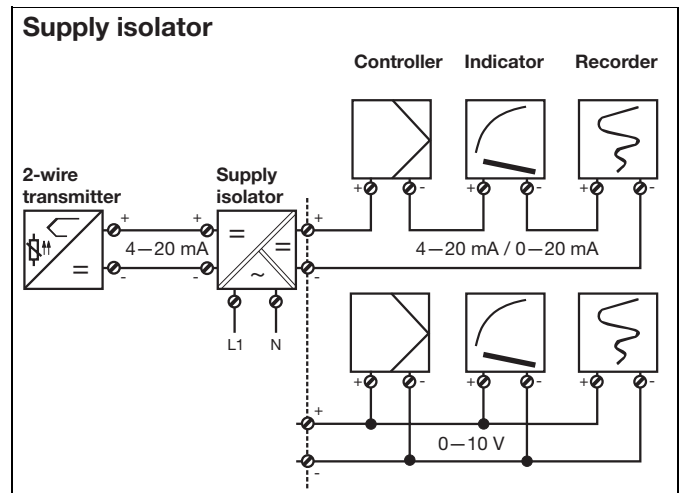 Supply isolator
Controller Indicator Recorder
2-wire
transmitter
Supply
isolator
+ - + - + -
+ + +
4—20 mA
4—20 mA / 0—20 mA
= = =
~
- - -
L1 N
+ - + - + -
+
0—10 V
-